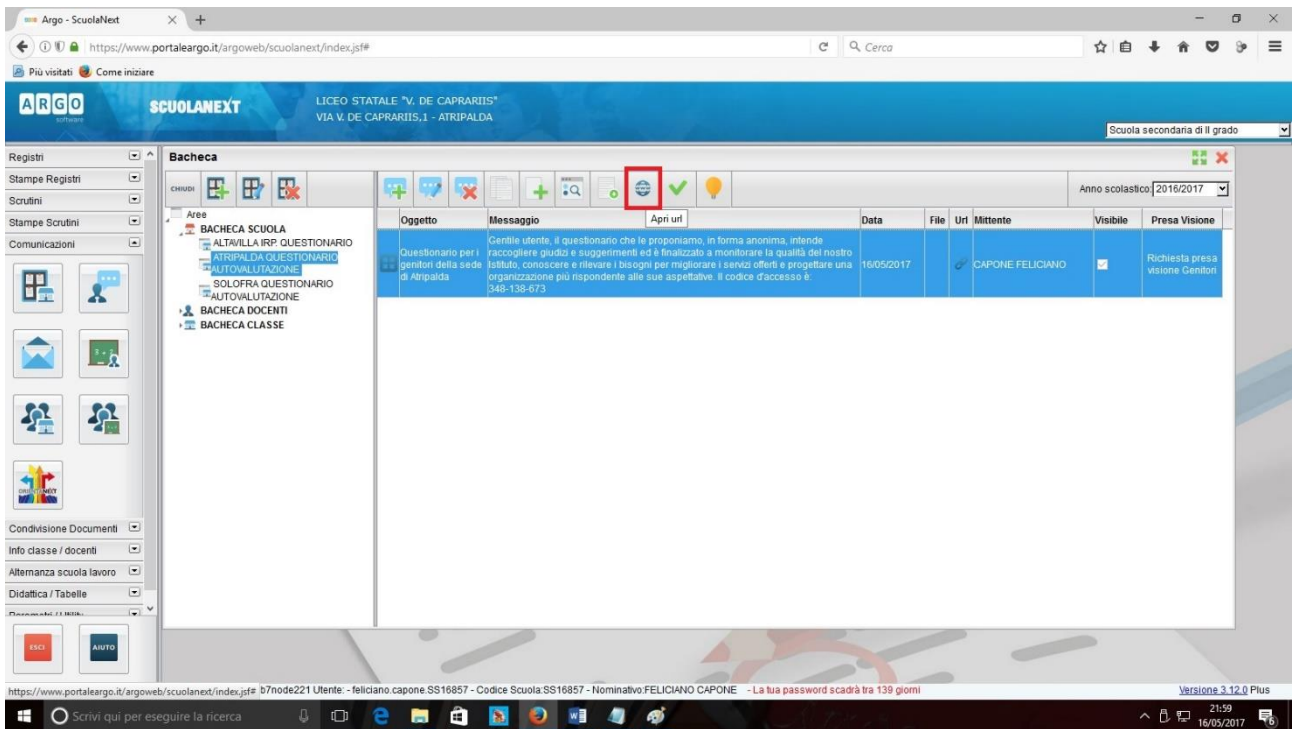 Argo - ScuolaNext
https://www.portaleargo.it/argoweb/scuolanext/index.jsf#
Cerca
Più visitati
Come iniziare
ARGO
software
SCUOLANEXT
LICEO STATALE "V. DE CAPRARIIS"
VIA V. DE CAPRARIIS,1 - ATRIPALDA
Scuola secondaria di II grado
Registri
Stampe Registri
Scrutini
Stampe Scrutini
Comunicazioni
Condivisione Documenti
Info classe / docenti
Alternanza scuola lavoro
Didattica / Tabelle
Parametri / Utility
ESCI
AIUTO
Bacheca
CHIUDI
Anno scolastico: 2016/2017
Aree
BACHECA SCUOLA
ALTAVILLA IRP. QUESTIONARIO
ATRIPALDA QUESTIONARIO
AUTOVALUTAZIONE
SOLOFRA QUESTIONARIO
AUTOVALUTAZIONE
BACHECA DOCENTI
BACHECA CLASSE
Apri url
Oggetto Messaggio Data File Url Mittente Visibile Presa Visione
Questionario per i
genitori della sede
di Atripalda
Gentile utente, il questionario che le proponiamo, in forma anonima, intende
raccogliere giudizi e suggerimenti ed è finalizzato a monitorare la qualità del nostro
Istituto, conoscere e rilevare i bisogni per migliorare i servizi offerti e progettare una
organizzazione più rispondente alle sue aspettative. Il codice d'accesso è:
348-138-673
16/05/2017
CAPONE FELICIANO
Richiesta presa
visione Genitori
https://www.portaleargo.it/argoweb/scuolanext/index.jsf#
b7node221 Utente: - feliciano.capone.SS16857 - Codice Scuola:SS16857 - Nominativo:FELICIANO CAPONE - La tua password scadrà tra 139 giorni
Versione 3.12.0 Plus
Scrivi qui per eseguire la ricerca
21:59
16/05/2017